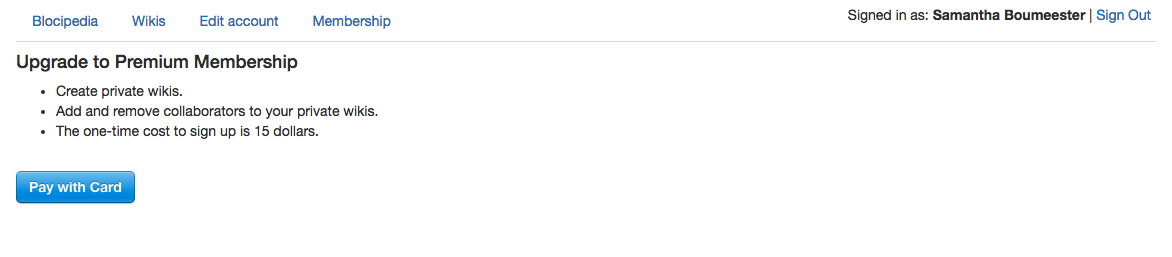 Blocipedia Wikis Edit account Membership Signed in as: Samantha Boumeester | Sign Out
Upgrade to Premium Membership
• Create private wikis.
• Add and remove collaborators to your private wikis.
• The one-time cost to sign up is 15 dollars.
Pay with Card